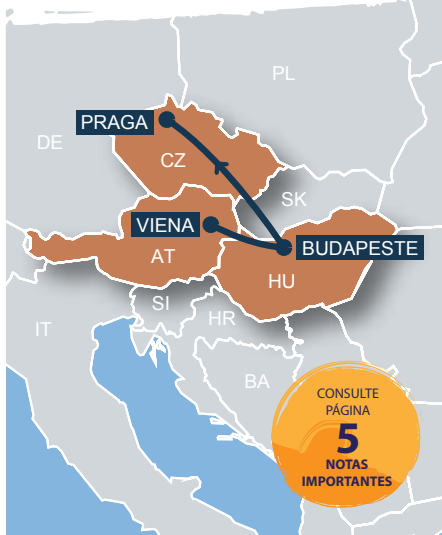 PL
PRAGA
DE
CZ
SK
VIENA
BUDAPESTE
AT
HU
SI
HR
IT
BA
CONSULTE
PÁGINA
5
NOTAS
IMPORTANTES